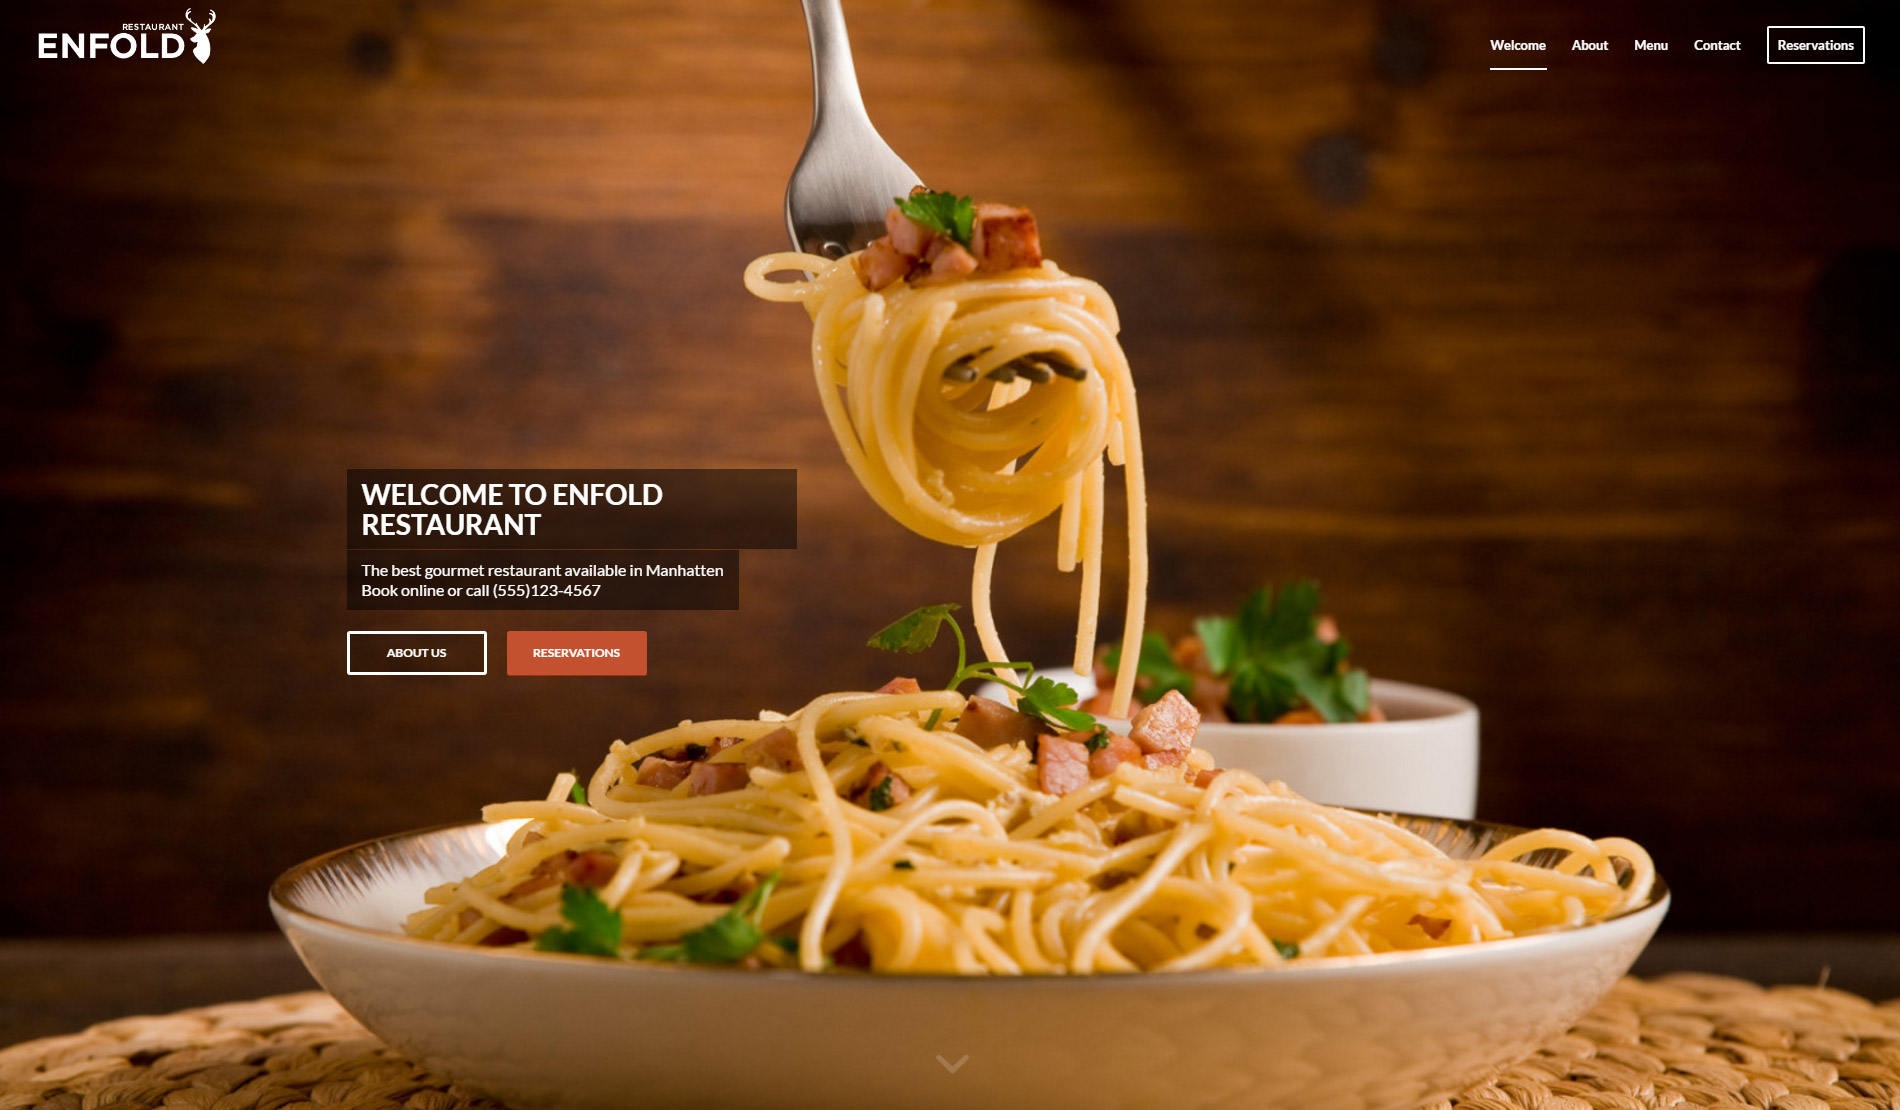 RESTAURANT
ENFOLD
Welcome About Menu Contact Reservations
WELCOME TO ENFOLD
RESTAURANT
The best gourmet restaurant available in Manhatten
Book online or call (555)123-4567
ABOUT US RESERVATIONS